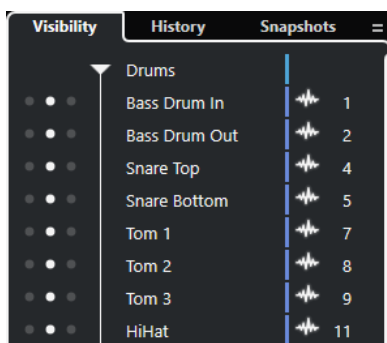 Visibility History Snapshots
Drums
Bass Drum In 1
Bass Drum Out 2
Snare Top 4
Snare Bottom 5
Tom 1 7
Tom 2 8
Tom 3 9
HiHat 11